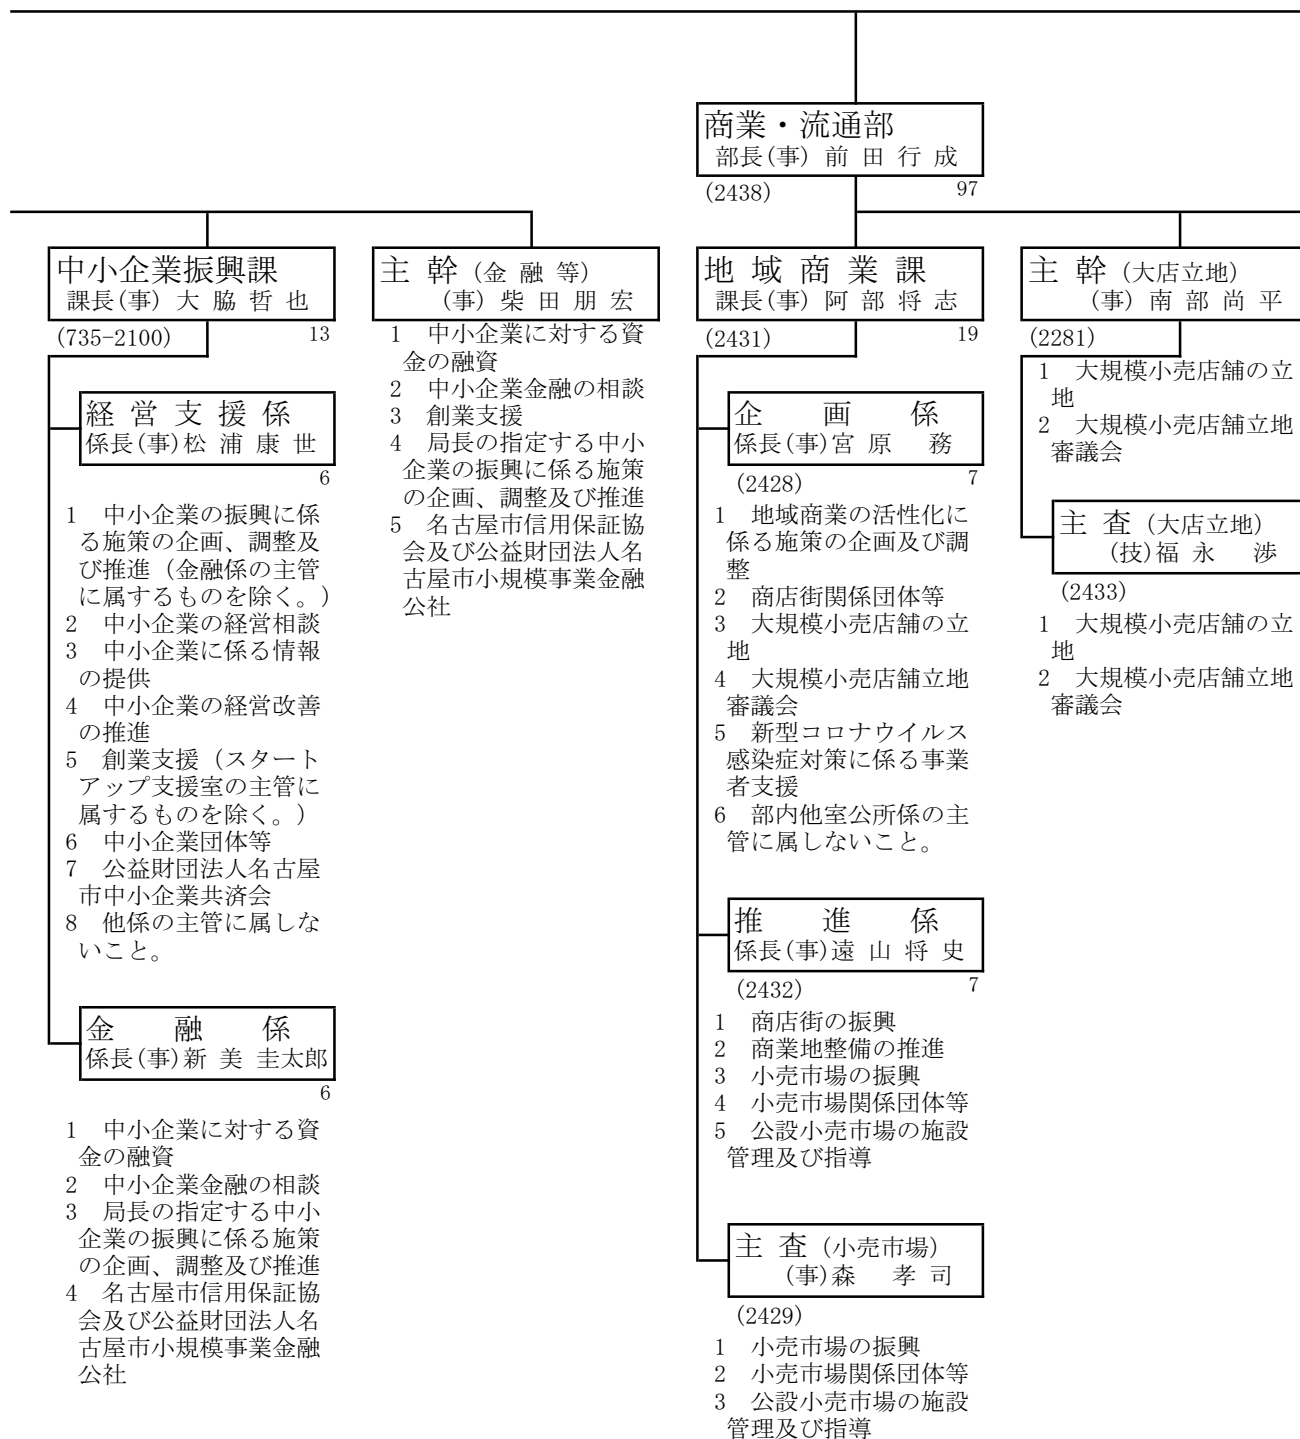 商業・流通部
部長(事) 前 田 行 成
(2438) 97
中小企業振興課
課長(事) 大 脇 哲 也
(735-2100) 13
経 営 支 援 係
係長(事)松 浦 康 世
6
1 中小企業の振興に係
る施策の企画、調整及
び推進（金融係の主管
に属するものを除く。）
2 中小企業の経営相談
3 中小企業に係る情報
の提供
4 中小企業の経営改善
の推進
5 創業支援（スタート
アップ支援室の主管に
属するものを除く。）
6 中小企業団体等
7 公益財団法人名古屋
市中小企業共済会
8 他係の主管に属しな
いこと。
金 融 係
係長(事)新 美 圭太郎
6
1 中小企業に対する資
金の融資
2 中小企業金融の相談
3 局長の指定する中小
企業の振興に係る施策
の企画、調整及び推進
4 名古屋市信用保証協
会及び公益財団法人名
古屋市小規模事業金融
公社
主 幹 (金 融 等)
(事) 柴 田 朋 宏
1 中小企業に対する資
金の融資
2 中小企業金融の相談
3 創業支援
4 局長の指定する中小
企業の振興に係る施策
の企画、調整及び推進
5 名古屋市信用保証協
会及び公益財団法人名
古屋市小規模事業金融
公社
地 域 商 業 課
課長(事) 阿 部 将 志
(2431) 19
企 画 係
係長(事)宮 原 務
(2428) 7
1 地域商業の活性化に
係る施策の企画及び調
整
2 商店街関係団体等
3 大規模小売店舗の立
地
4 大規模小売店舗立地
審議会
5 新型コロナウイルス
感染症対策に係る事業
者支援
6 部内他室公所係の主
管に属しないこと。
推 進 係
係長(事)遠 山 将 史
(2432) 7
1 商店街の振興
2 商業地整備の推進
3 小売市場の振興
4 小売市場関係団体等
5 公設小売市場の施設
管理及び指導
主 査 (小売市場)
(事)森 孝 司
(2429)
1 小売市場の振興
2 小売市場関係団体等
3 公設小売市場の施設
管理及び指導
主 幹 (大店立地)
(事) 南 部 尚 平
(2281)
1 大規模小売店舗の立
地
2 大規模小売店舗立地
審議会
主 査 (大店立地)
(技)福 永 渉
(2433)
1 大規模小売店舗の立
地
2 大規模小売店舗立地
審議会